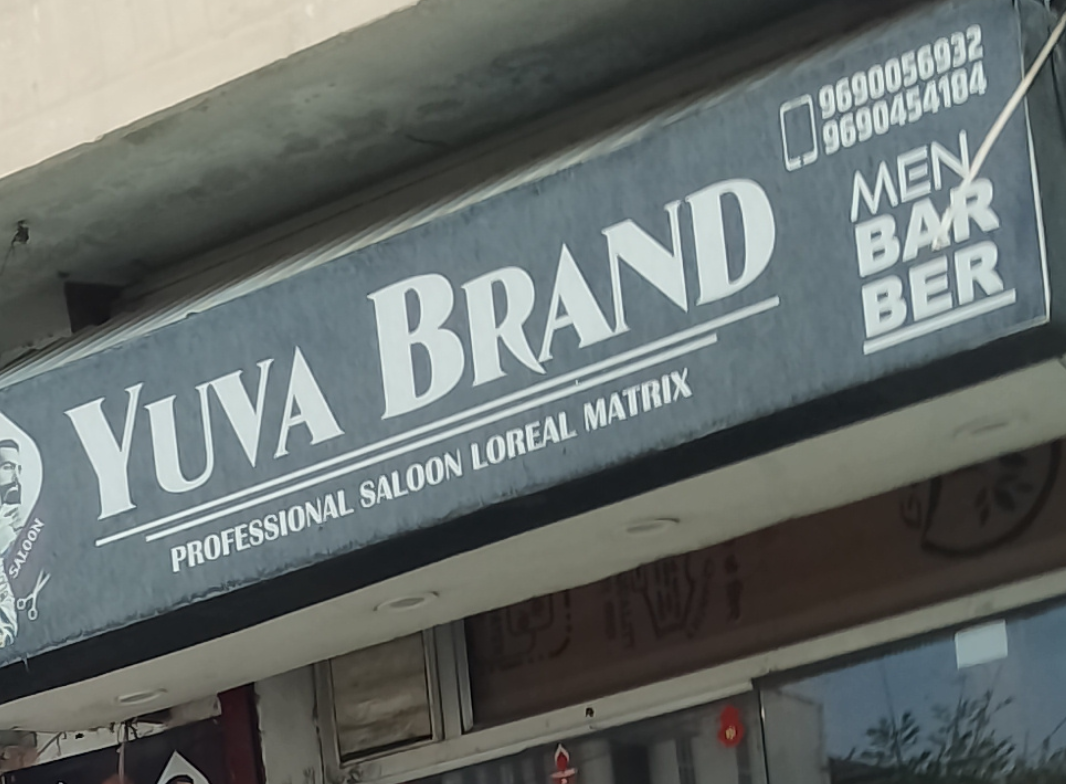 YUVA BRAND
PROFESSIONAL SALOON LOREAL MATRIX
9690056932
9690454184
MEN
BAR
BER
SALOON